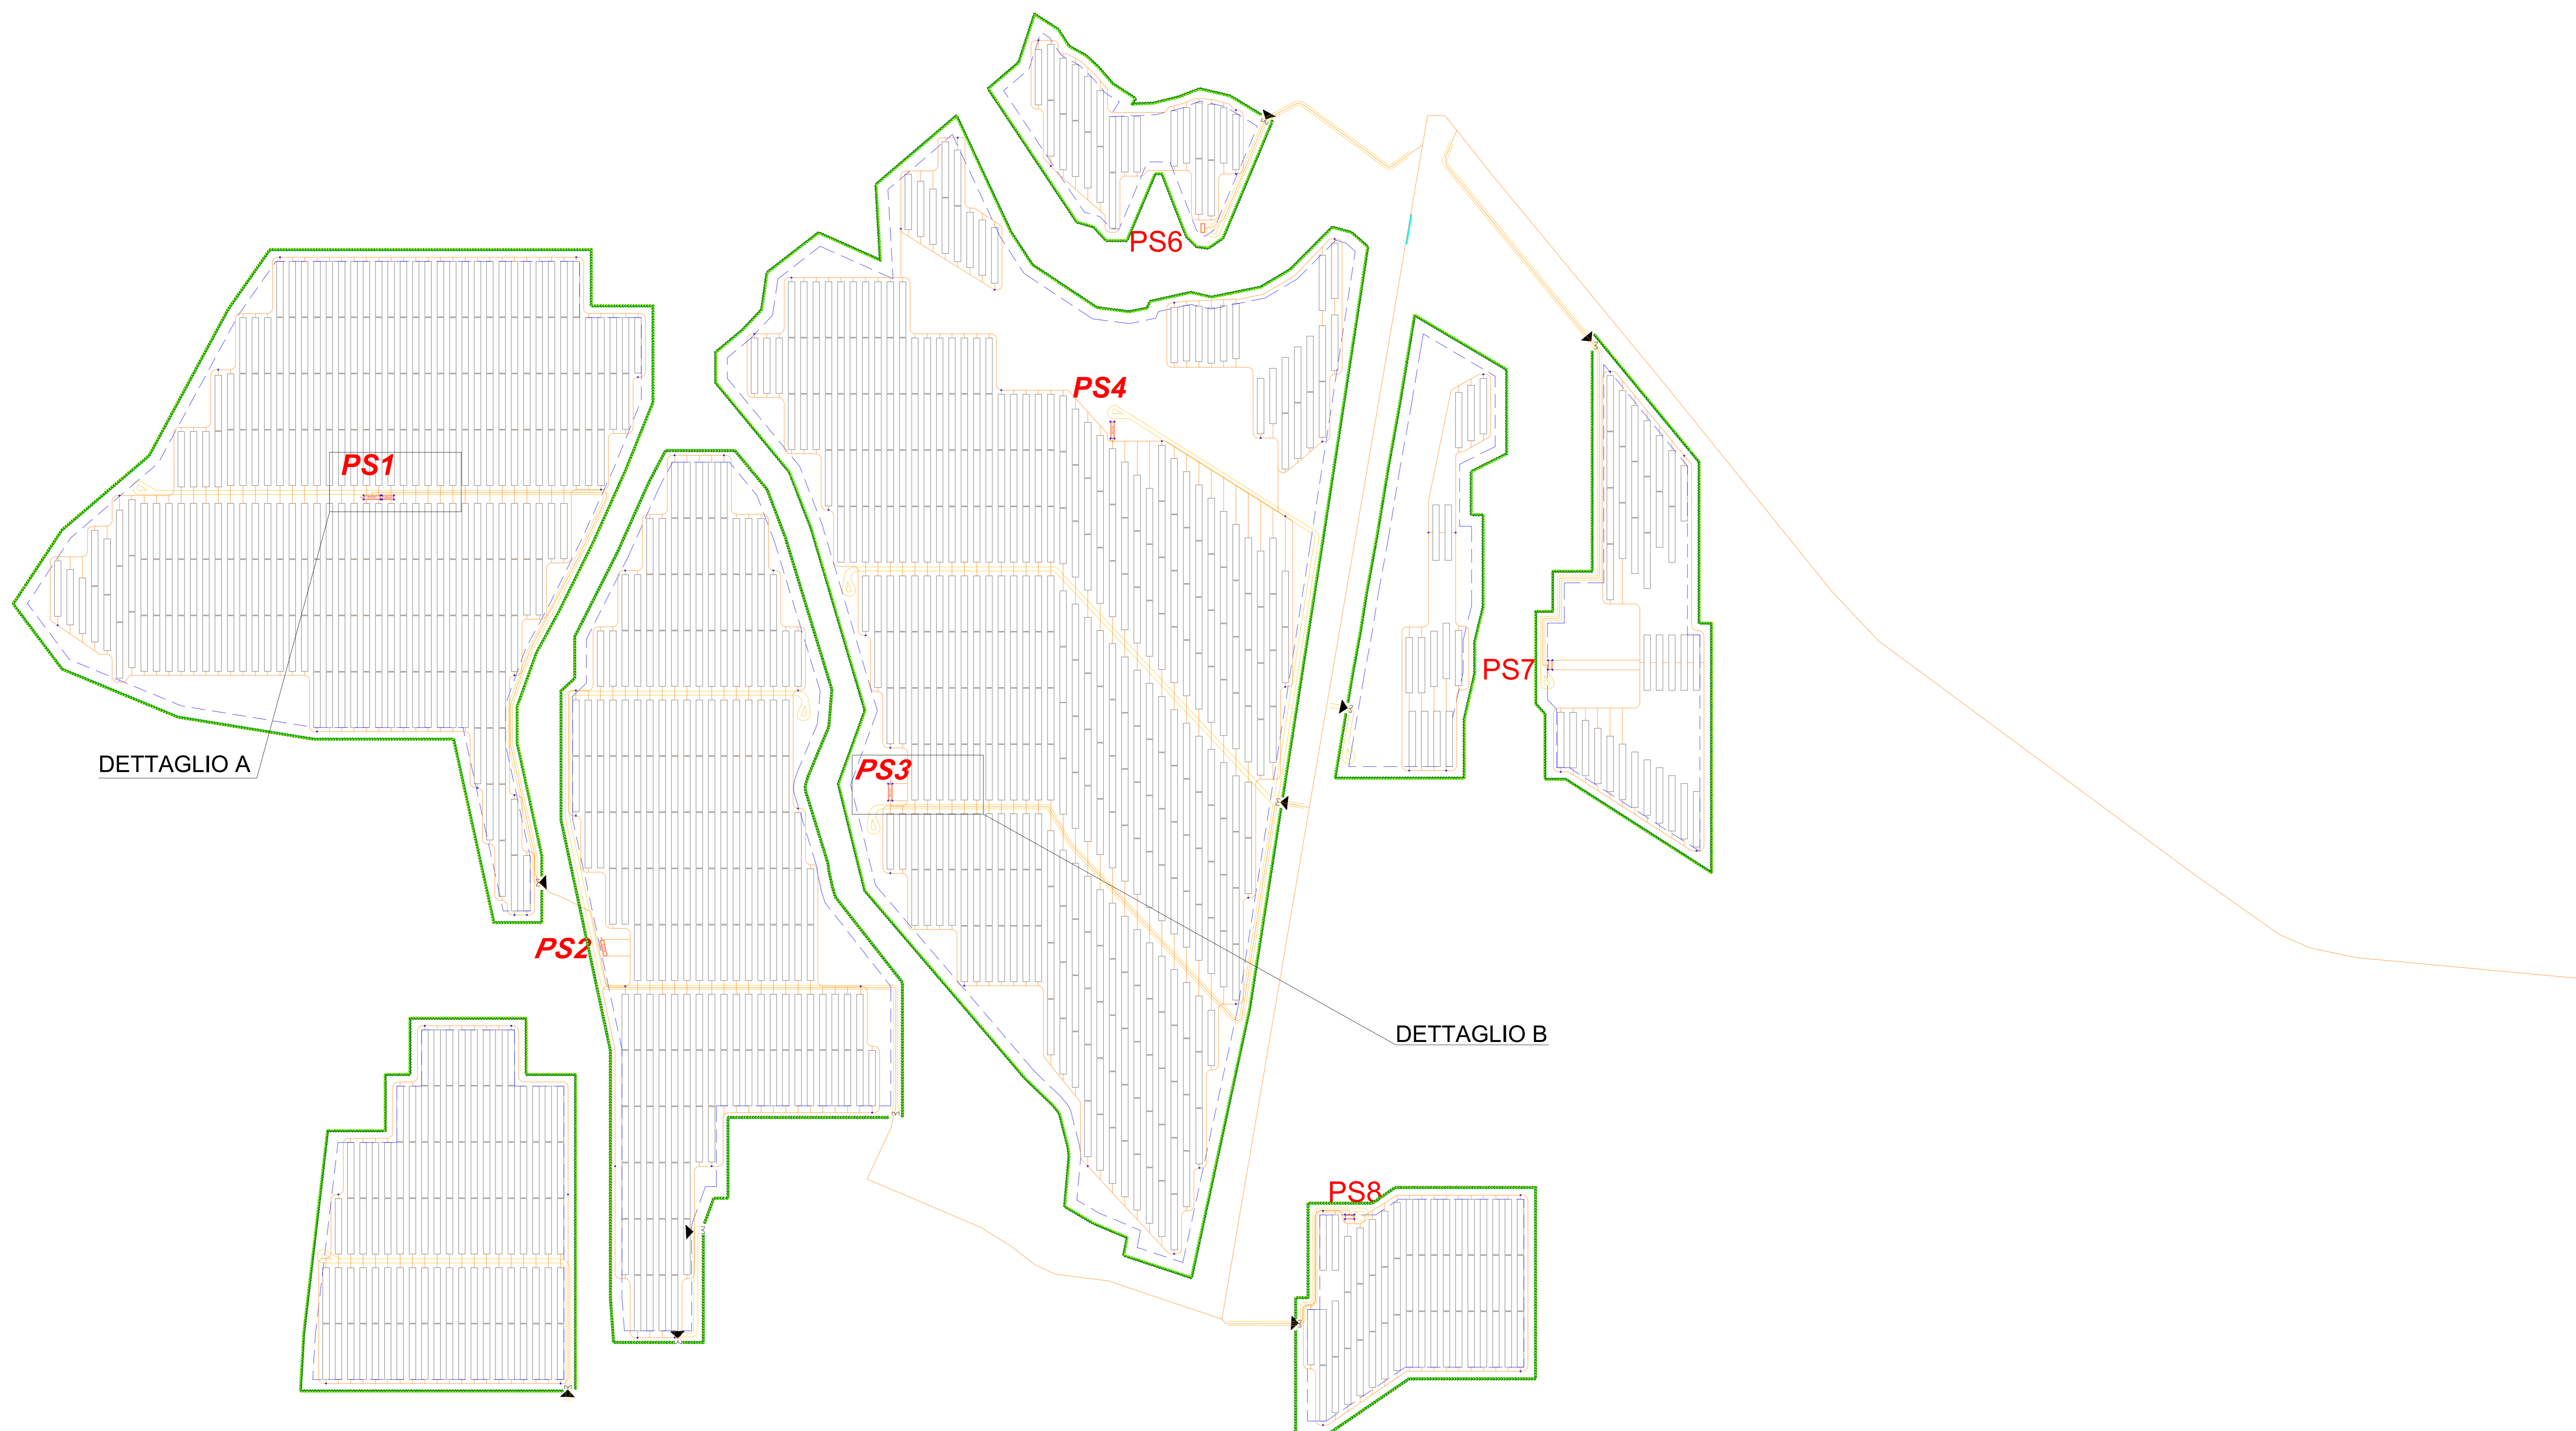 PS6
PS4
PS1
PS7
DETTAGLIO A
PS3
PS2
DETTAGLIO B
PS8